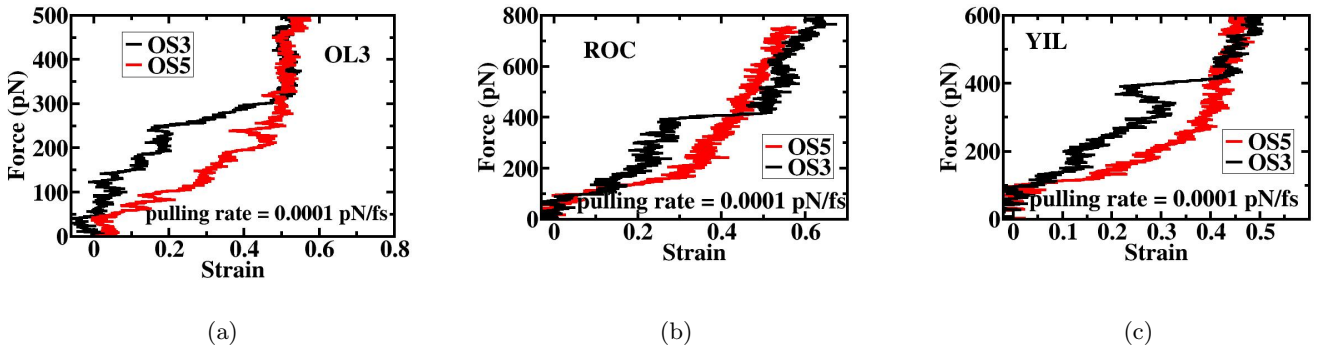 500
400
300
200
100
0
Force (pN)
OS3
OS5
OL3
pulling rate = 0.0001 pN/fs
0 0.2 0.4 0.6 0.8
Strain
(a)
800
600
400
200
0
Force (pN)
ROC
OS5
OS3
pulling rate = 0.0001 pN/fs
0 0.2 0.4 0.6
Strain
(b)
600
400
200
0
Force (pN)
YIL
OS5
OS3
pulling rate = 0.0001 pN/fs
0 0.1 0.2 0.3 0.4 0.5
Strain
(c)